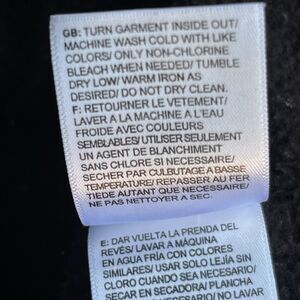 GB: TURN GARMENT INSIDE OUT/
MACHINE WASH COLD WITH LIKE
COLORS/ ONLY NON-CHLORINE
BLEACH WHEN NEEDED/ TUMBLE
DRY LOW/ WARM IRON AS
DESIRED/ DO NOT DRY CLEAN.
F: RETOURNER LE VETEMENT/
LAVER A LA MACHINE A L'EAU
FROIDE AVEC COULEURS
SEMBLABLES/ UTILISER SEULEMENT
UN AGENT DE BLANCHIMENT
SANS CHLORE SI NECESSAIRE/
SECHER PAR CULBUTAGE A BASSE
TEMPERATURE/ REPASSER AU FER
TIEDE AUTANT QUE NECESSAIRE/
NE PAS NETTOYER A SEC.
E: DAR VUELTA LA PRENDA DEL
REVÉS/ LAVAR A MÁQUINA
EN AGUA FRÍA CON COLORES
SIMILARES/ USAR SOLO LEJÍA SIN
CLORO CUANDO SEA NECESARIO/
SECAR EN SECADORA/ PLANCHA